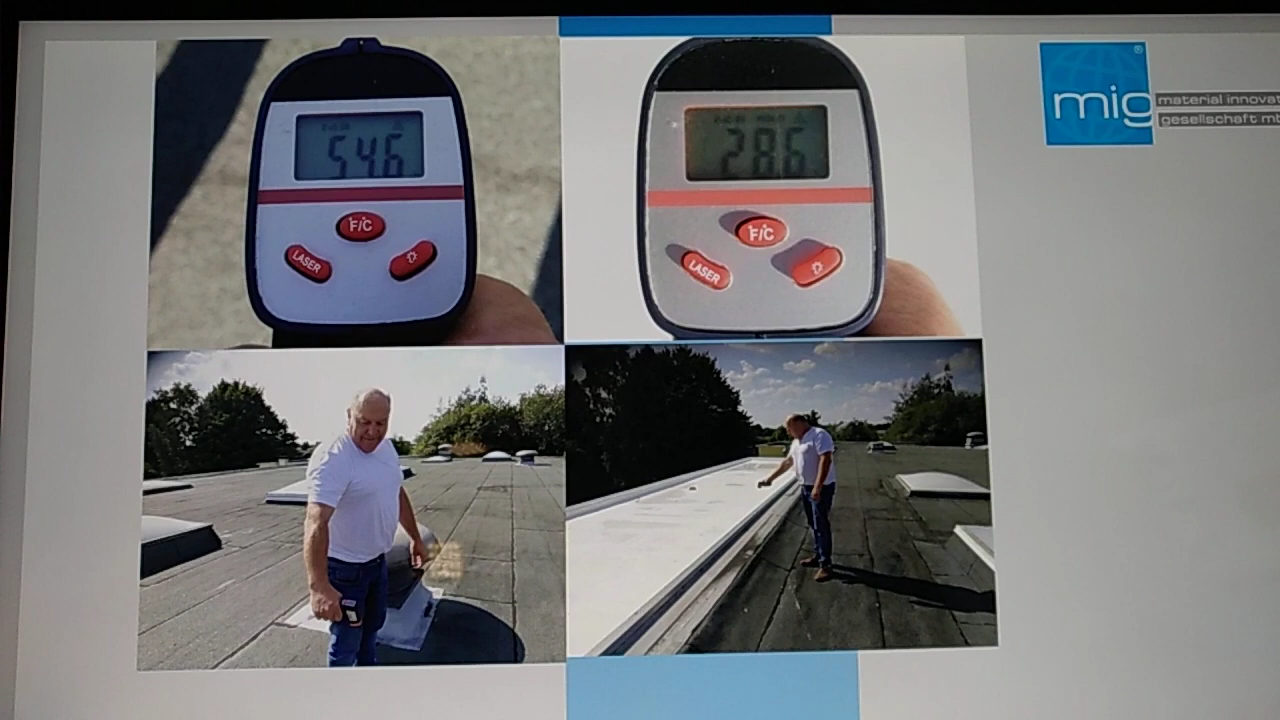 54.6
F/C
LASER
28.6
F/C
LASER
mig®
material innovat
gesellschaft mb